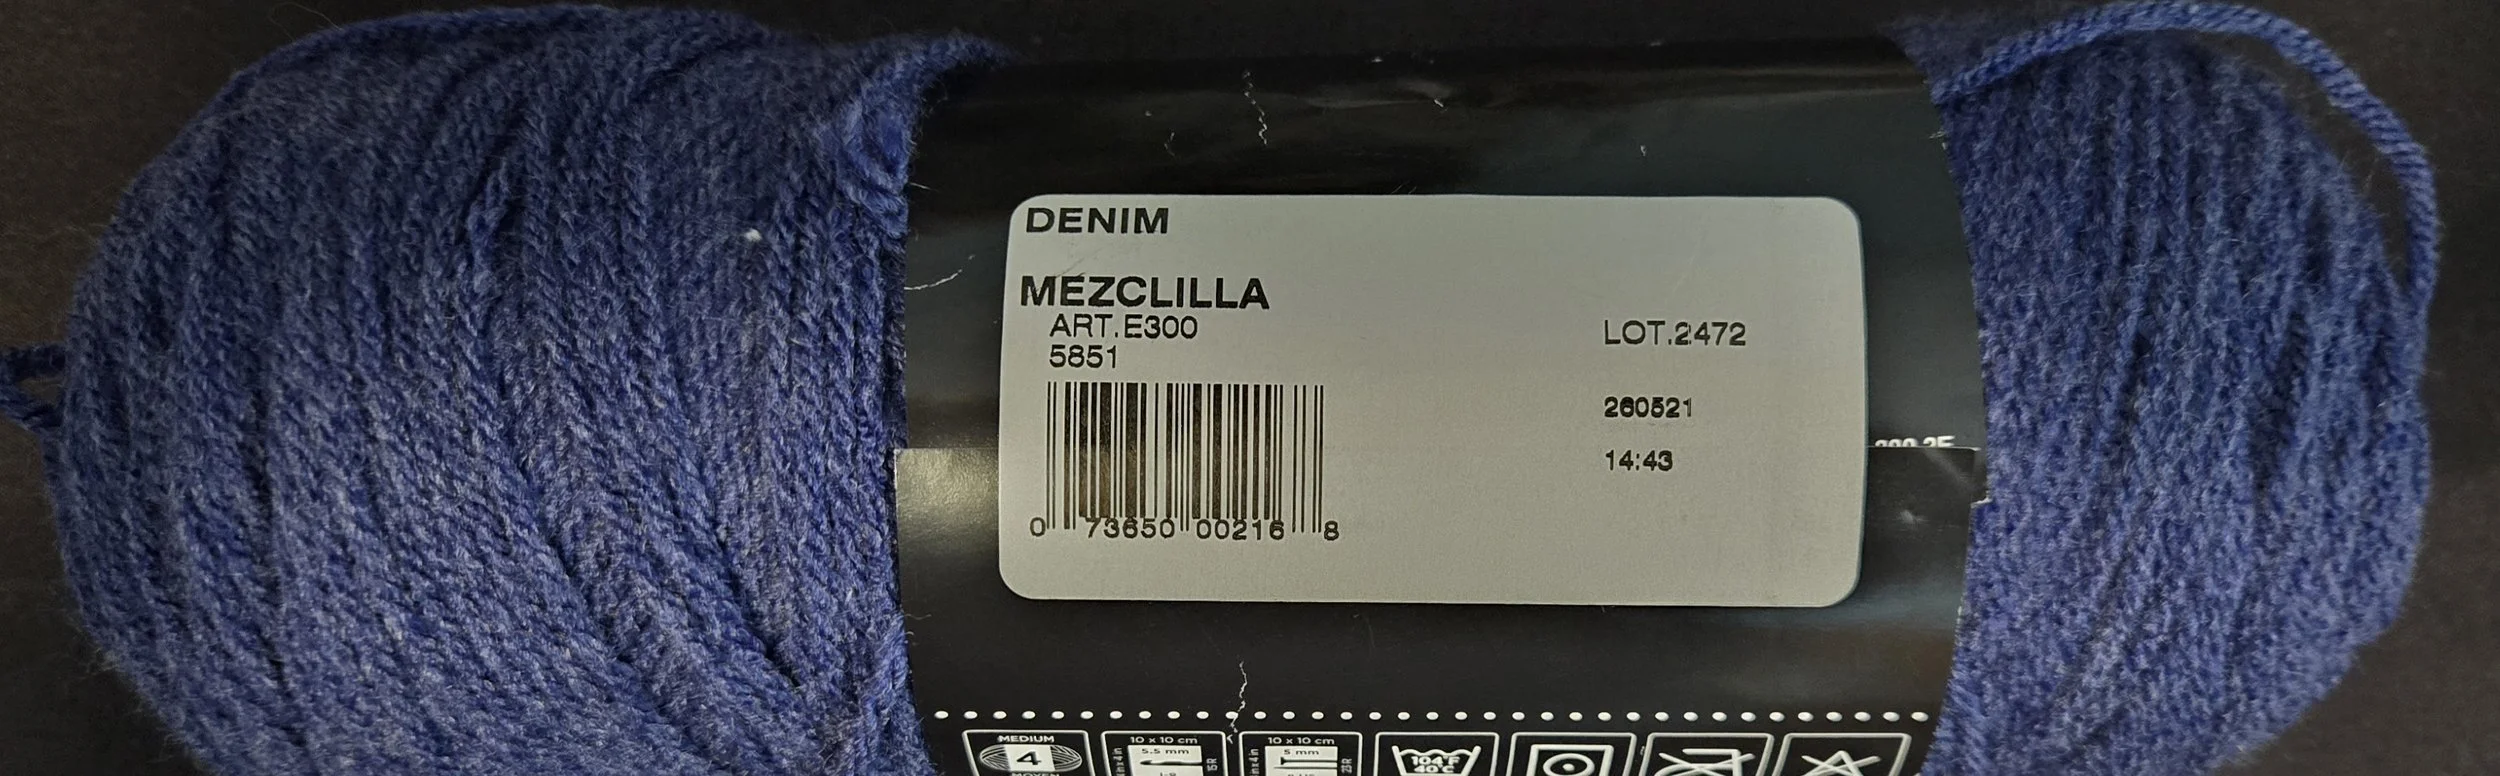 DENIM
MEZCLILLA
ART.E300
5851
LOT.2472
260521
14:43
0 73650 00216 8
MEDIUM
4
MOYEN
10 x 10 cm
5.5 mm
10 x 10 cm
5 mm
104°F
40°C